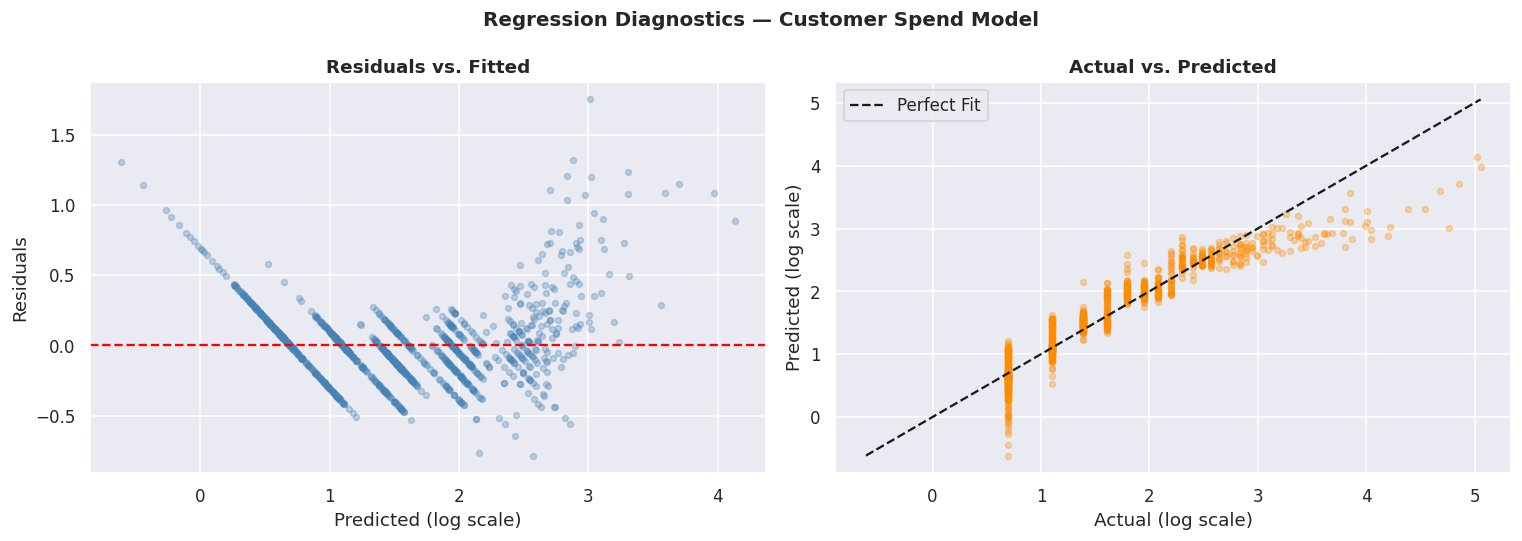 Regression Diagnostics — Customer Spend Model
Residuals vs. Fitted
Residuals
1.5
1.0
0.5
0.0
−0.5
0 1 2 3 4
Predicted (log scale)
Actual vs. Predicted
Perfect Fit
Predicted (log scale)
5
4
3
2
1
0
0 1 2 3 4 5
Actual (log scale)